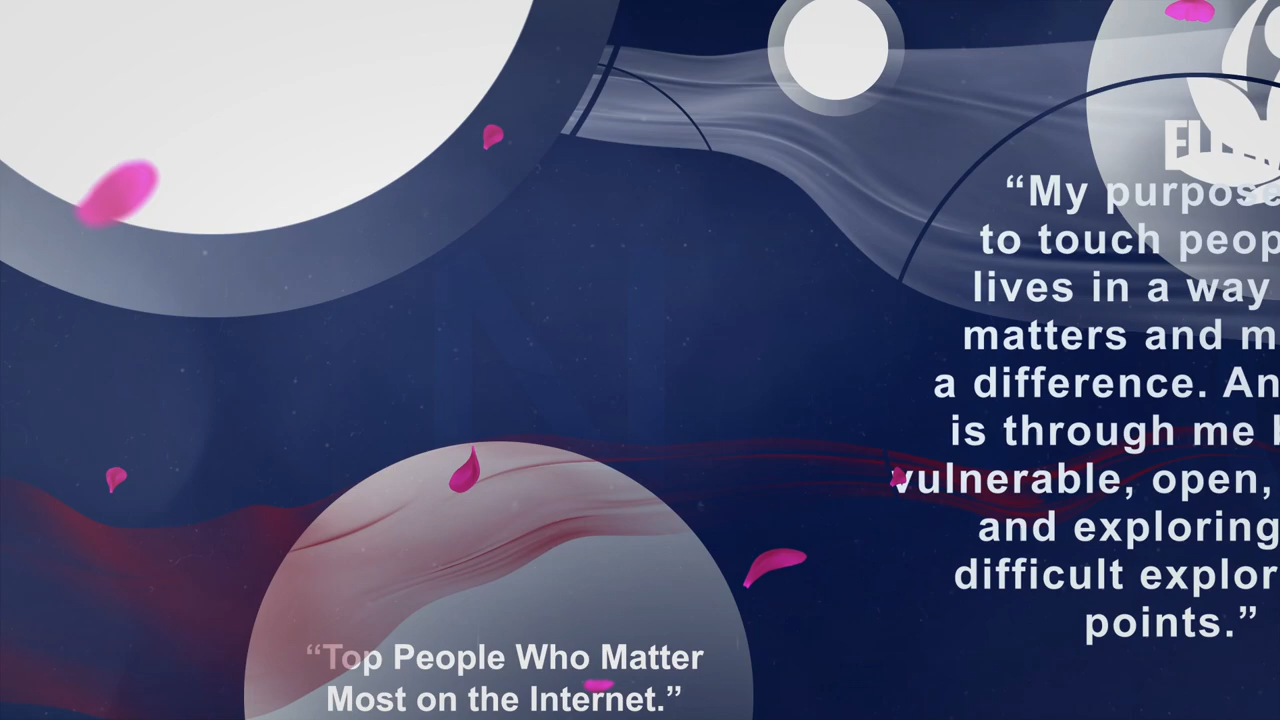 “My purpose
to touch peop
lives in a way
matters and m
a difference. An
is through me
vulnerable, open,
and exploring
difficult explor
points.”
“Top People Who Matter
Most on the Internet.”